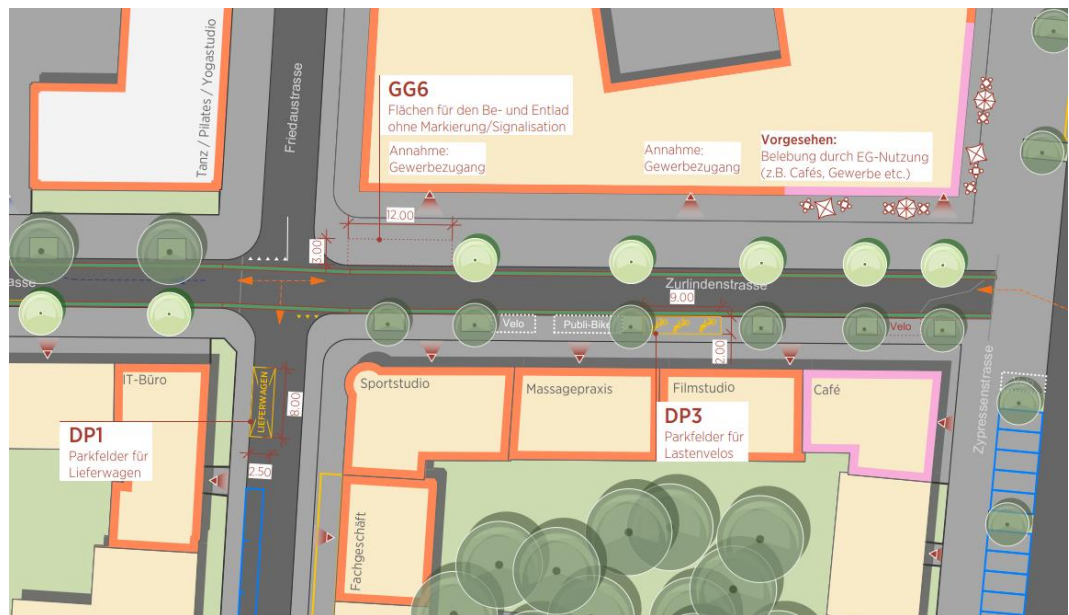 GG6
Flächen für den Be- und Entlad
ohne Markierung/Signalisation
Annahme:
Gewerbezugang
Annahme:
Gewerbezugang
Vorgesehen:
Belebung durch EG-Nutzung
(z.B. Cafés, Gewerbe etc.)
Tanz / Pilates / Yogastudio
Friedaustrasse
12.00
3.00
asse
Zurlindenstrasse
9.00
Velo
Publi-Bike
Velo
2.00
Zypressenstrasse
IT-Büro
LIEFERWAGEN
8.00
2.50
DP1
Parkfelder für
Lieferwagen
Sportstudio
Massagepraxis
Filmstudio
Café
DP3
Parkfelder für
Lastenvelos
Fachgeschäft